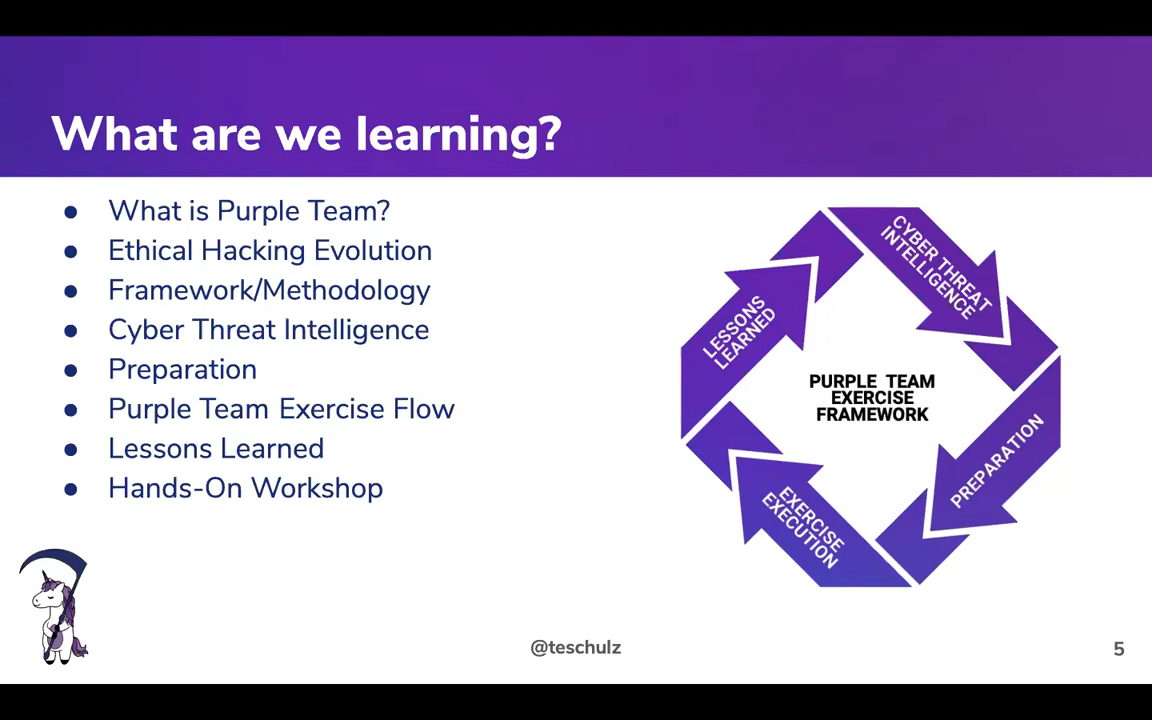 What are we learning?
● What is Purple Team?
● Ethical Hacking Evolution
● Framework/Methodology
● Cyber Threat Intelligence
● Preparation
● Purple Team Exercise Flow
● Lessons Learned
● Hands-On Workshop
CYBER THREAT
INTELLIGENCE
LESSONS
LEARNED
PURPLE TEAM
EXERCISE
FRAMEWORK
PREPARATION
EXERCISE
EXECUTION
@teschulz
5